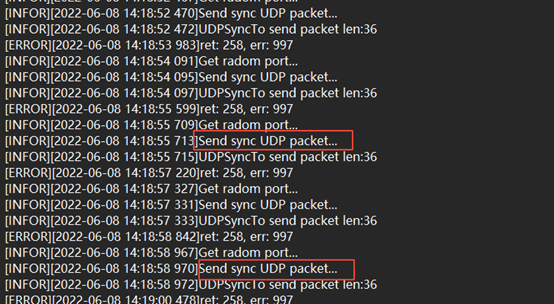 [INFOR][2022-06-08 14:18:52 467]Get radom port...
[INFOR][2022-06-08 14:18:52 470]Send sync UDP packet...
[INFOR][2022-06-08 14:18:52 472]UDPSyncTo send packet len:36
[ERROR][2022-06-08 14:18:53 983]ret: 258, err: 997
[INFOR][2022-06-08 14:18:54 091]Get radom port...
[INFOR][2022-06-08 14:18:54 095]Send sync UDP packet...
[INFOR][2022-06-08 14:18:54 097]UDPSyncTo send packet len:36
[ERROR][2022-06-08 14:18:55 599]ret: 258, err: 997
[INFOR][2022-06-08 14:18:55 709]Get radom port...
[INFOR][2022-06-08 14:18:55 713]Send sync UDP packet...
[INFOR][2022-06-08 14:18:55 715]UDPSyncTo send packet len:36
[ERROR][2022-06-08 14:18:57 220]ret: 258, err: 997
[INFOR][2022-06-08 14:18:57 327]Get radom port...
[INFOR][2022-06-08 14:18:57 331]Send sync UDP packet...
[INFOR][2022-06-08 14:18:57 333]UDPSyncTo send packet len:36
[ERROR][2022-06-08 14:18:58 842]ret: 258, err: 997
[INFOR][2022-06-08 14:18:58 967]Get radom port...
[INFOR][2022-06-08 14:18:58 970]Send sync UDP packet...
[INFOR][2022-06-08 14:18:58 972]UDPSyncTo send packet len:36
[ERROR][2022-06-08 14:19:00 478]ret: 258, err: 997